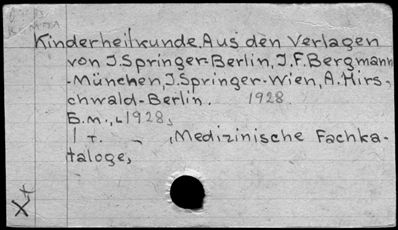 Kinderheilkunde. Aus den Verlagen
von J.Springer-Berlin, J.F.Bergmann
-München, J.Springer-Wien, A.Hirs,
chwald-Berlin. 1928.
Б.m., 1928,
1 т. , Medizinische Fachka-
taloge,